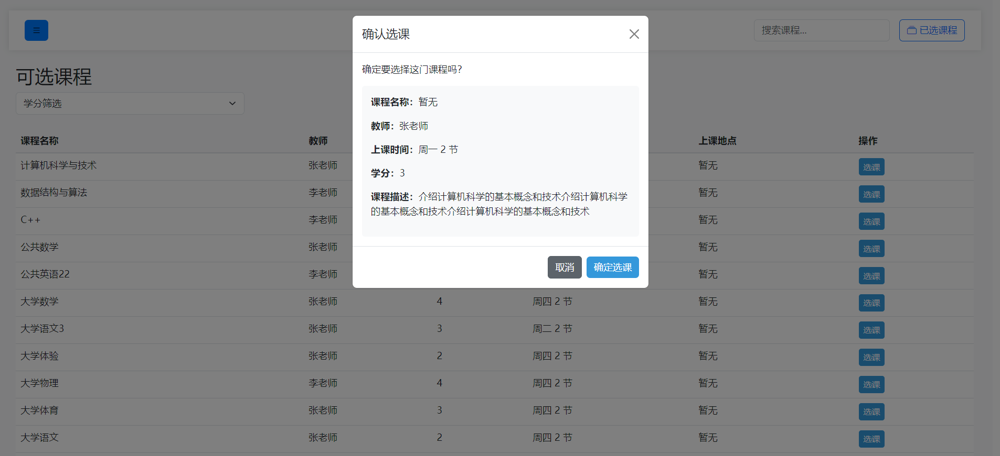 搜索课程...
已选课程
可选课程
学分筛选
课程名称 教师 上课地点 操作
计算机科学与技术 张老师 暂无 选课
数据结构与算法 李老师 暂无 选课
C++ 李老师 暂无 选课
公共数学 张老师 暂无 选课
公共英语22 李老师 暂无 选课
大学数学 张老师 4 周四 2 节 暂无 选课
大学语文3 张老师 3 周二 2 节 暂无 选课
大学体验 张老师 2 周四 2 节 暂无 选课
大学物理 李老师 4 周四 2 节 暂无 选课
大学体育 张老师 3 周四 2 节 暂无 选课
大学语文 张老师 2 周四 2 节 暂无 选课
确认选课
确定要选择这门课程吗？
课程名称：暂无
教师：张老师
上课时间：周一 2 节
学分：3
课程描述：介绍计算机科学的基本概念和技术介绍计算机科学
的基本概念和技术介绍计算机科学的基本概念和技术
取消 确定选课